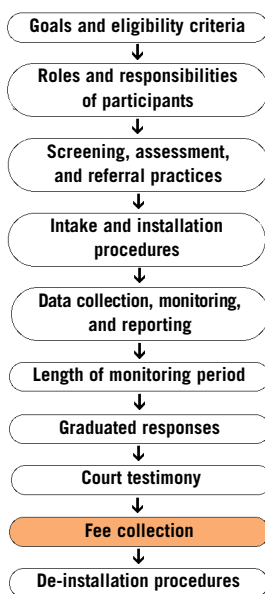 Goals and eligibility criteria
Roles and responsibilities
of participants
Screening, assessment,
and referral practices
Intake and installation
procedures
Data collection, monitoring,
and reporting
Length of monitoring period
Graduated responses
Court testimony
Fee collection
De-installation procedures